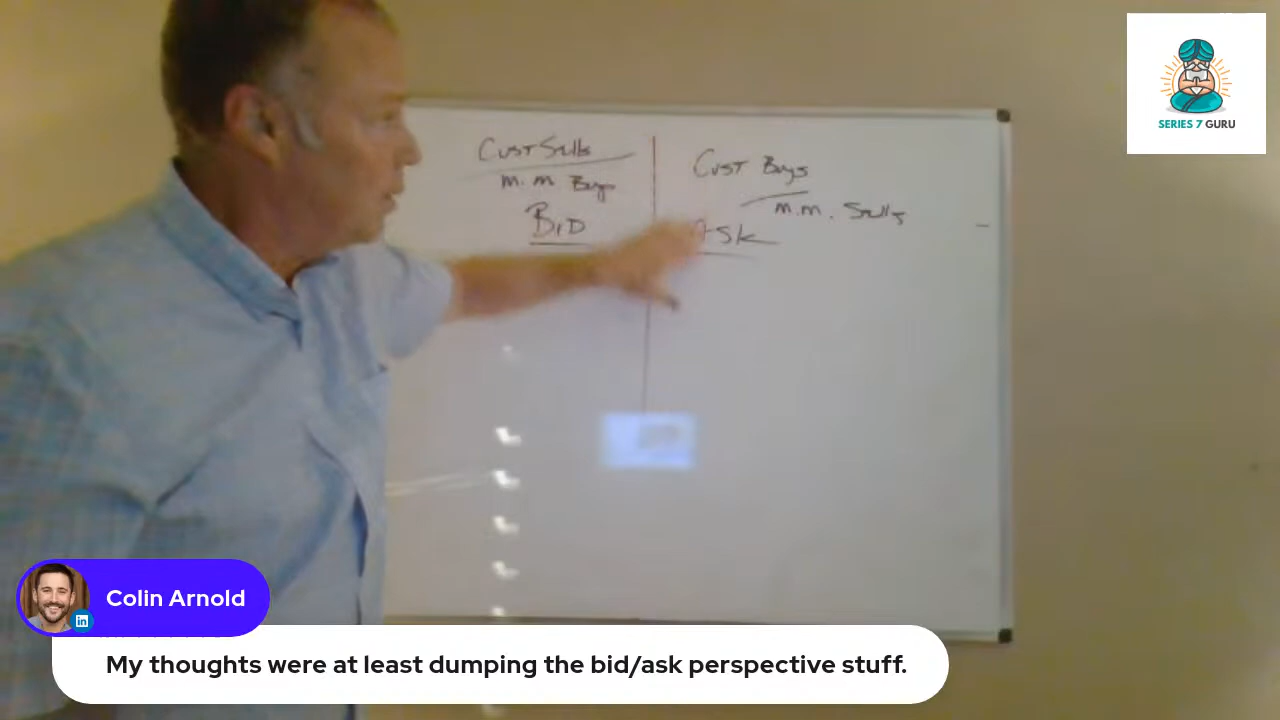 SERIES 7 GURU
Cust Sells
m.m Buys
BID
Cust Buys
m.m. Sells
Ask
Colin Arnold
in
My thoughts were at least dumping the bid/ask perspective stuff.